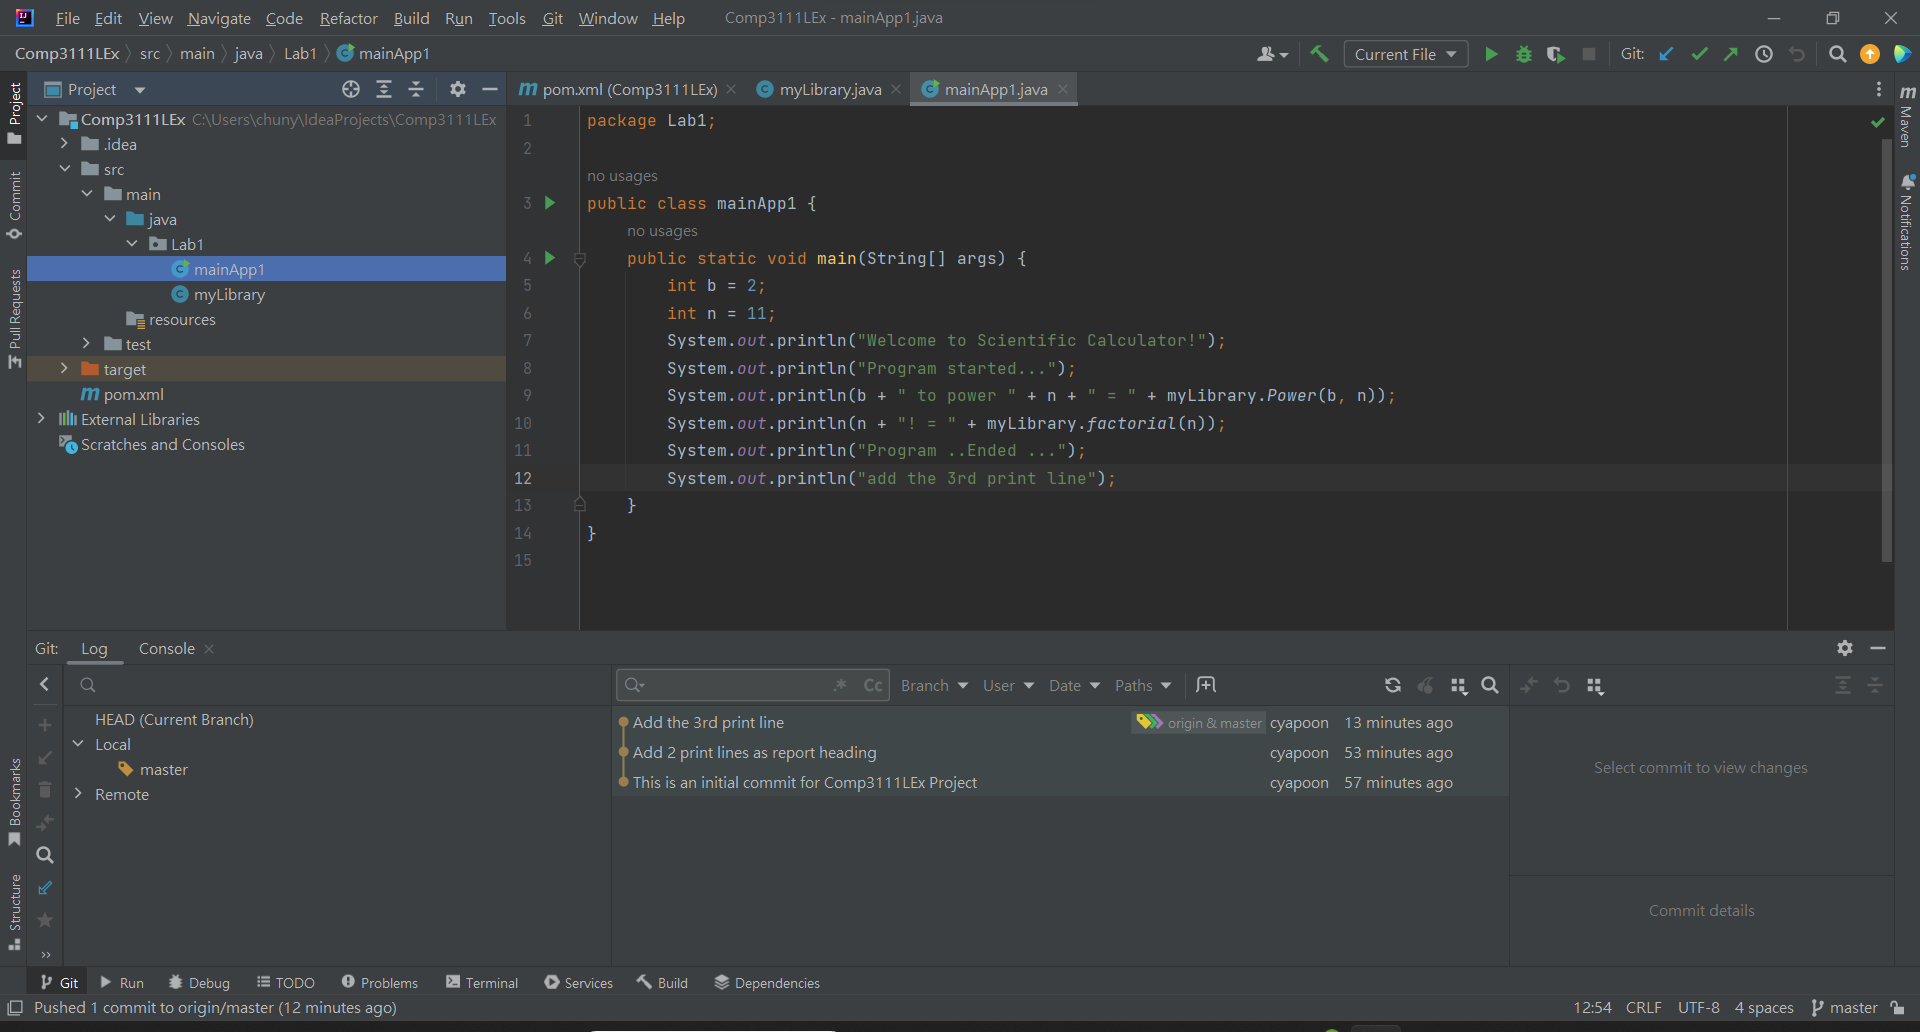 File Edit View Navigate Code Refactor Build Run Tools Git Window Help Comp3111LEx - mainApp1.java
Comp3111LEx src main java Lab1 mainApp1 Current File Git:
Project
pom.xml (Comp3111LEx) myLibrary.java mainApp1.java
Project
Commit
Pull Requests
Bookmarks
Structure
Comp3111LEx C:\Users\chuny\IdeaProjects\Comp3111LEx
.idea
src
main
java
Lab1
mainApp1
myLibrary
resources
test
target
pom.xml
External Libraries
Scratches and Consoles
1 package Lab1;
2
no usages
3 public class mainApp1 {
no usages
4 public static void main(String[] args) {
5 int b = 2;
6 int n = 11;
7 System.out.println("Welcome to Scientific Calculator!");
8 System.out.println("Program started...");
9 System.out.println(b + " to power " + n + " = " + myLibrary.Power(b, n));
10 System.out.println(n + "! = " + myLibrary.factorial(n));
11 System.out.println("Program ..Ended ...");
12 System.out.println("add the 3rd print line");
13 }
14 }
15
Maven
Notifications
Git: Log Console
.* Cc Branch User Date Paths
HEAD (Current Branch)
Local
master
Remote
Add the 3rd print line origin & master cyapoon 13 minutes ago
Add 2 print lines as report heading cyapoon 53 minutes ago
This is an initial commit for Comp3111LEx Project cyapoon 57 minutes ago
Select commit to view changes
Commit details
Git Run Debug TODO Problems Terminal Services Build Dependencies
Pushed 1 commit to origin/master (12 minutes ago) 12:54 CRLF UTF-8 4 spaces master